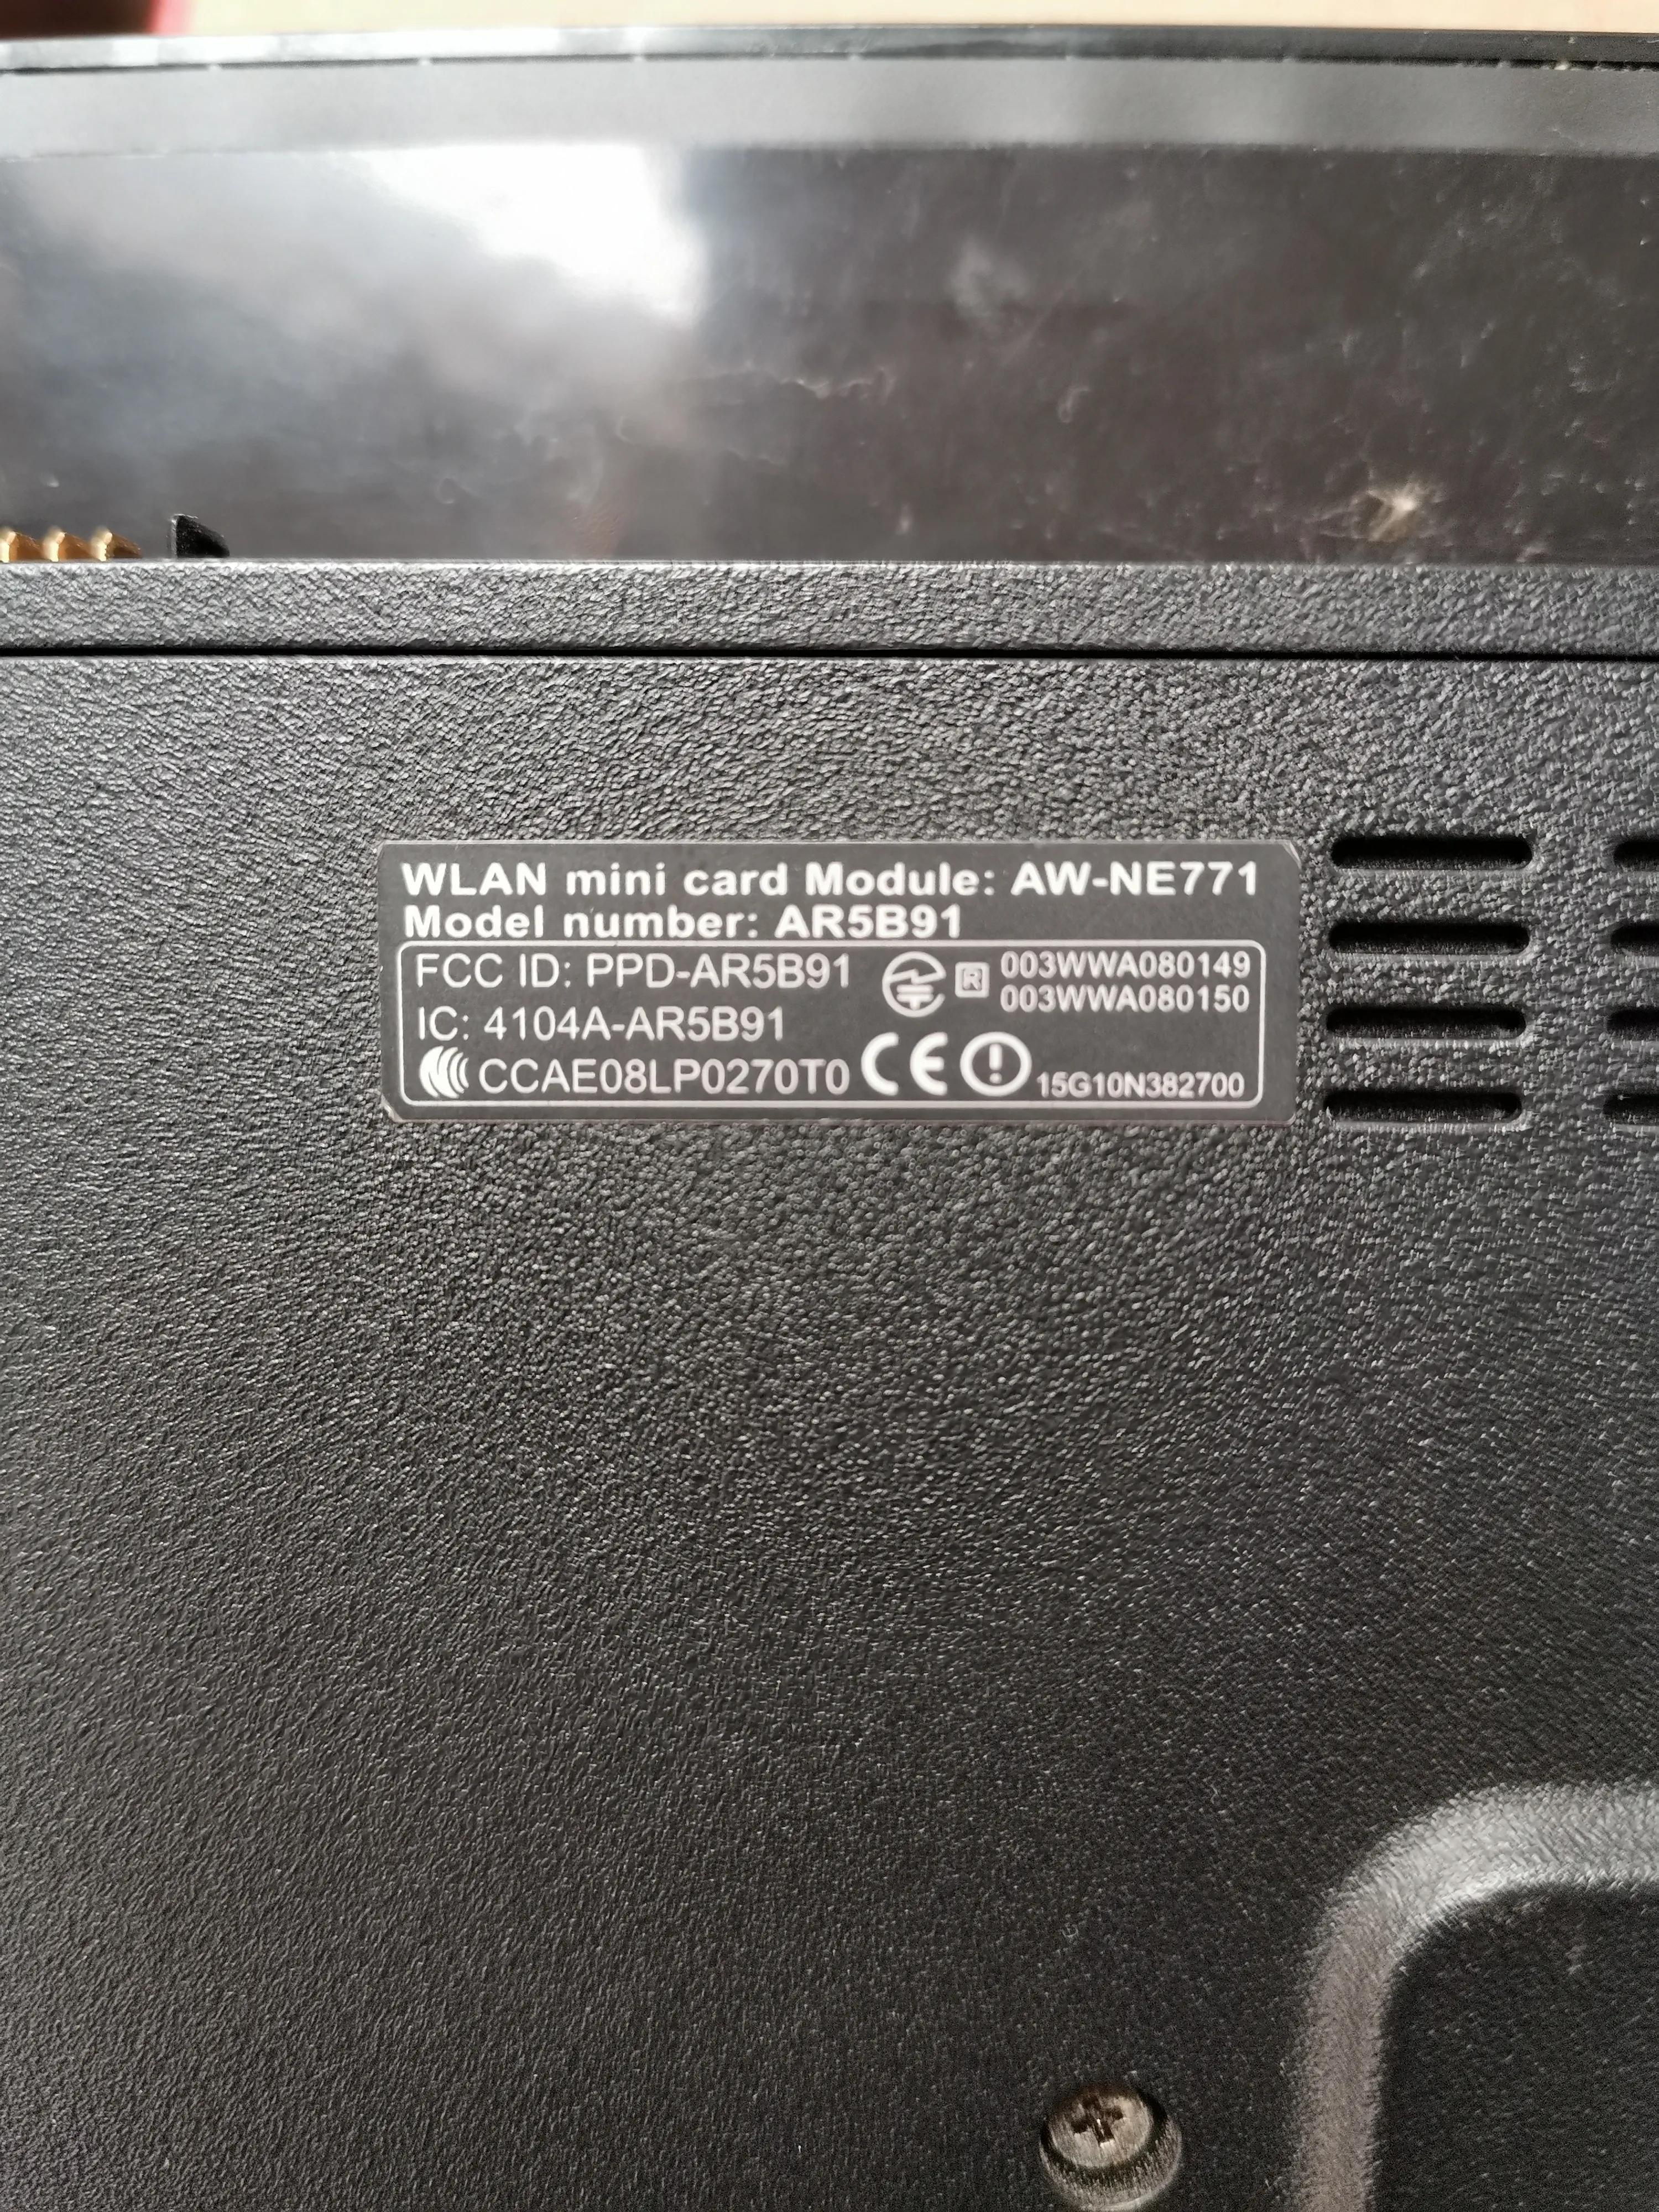 WLAN mini card Module: AW-NE771
Model number: AR5B91
FCC ID: PPD-AR5B91
R 003WWA080149
003WWA080150
IC: 4104A-AR5B91
CCAE08LP0270T0 CE 15G10N382700